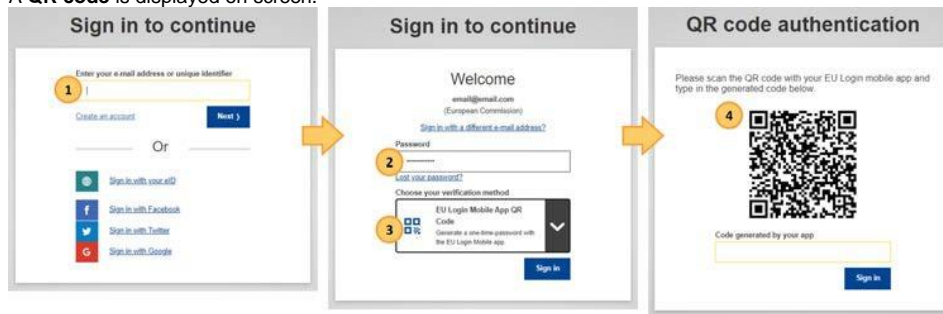 A QR code is displayed on screen.
Sign in to continue
Enter your e-mail address or unique identifier
1
Create an account
Next ›
Or
Sign in with your eID
Sign in with Facebook
Sign in with Twitter
G
Sign in with Google
Sign in to continue
Welcome
email@email.com
(European Commission)
Sign in with a different e-mail address?
Password
2
Lost your password?
Choose your verification method
3
EU Login Mobile App QR
Code
Generate a one-time-password with
the EU Login Mobile app.
Sign in
QR code authentication
Please scan the QR code with your EU Login mobile app and
type in the generated code below.
4
Code generated by your app
Sign in